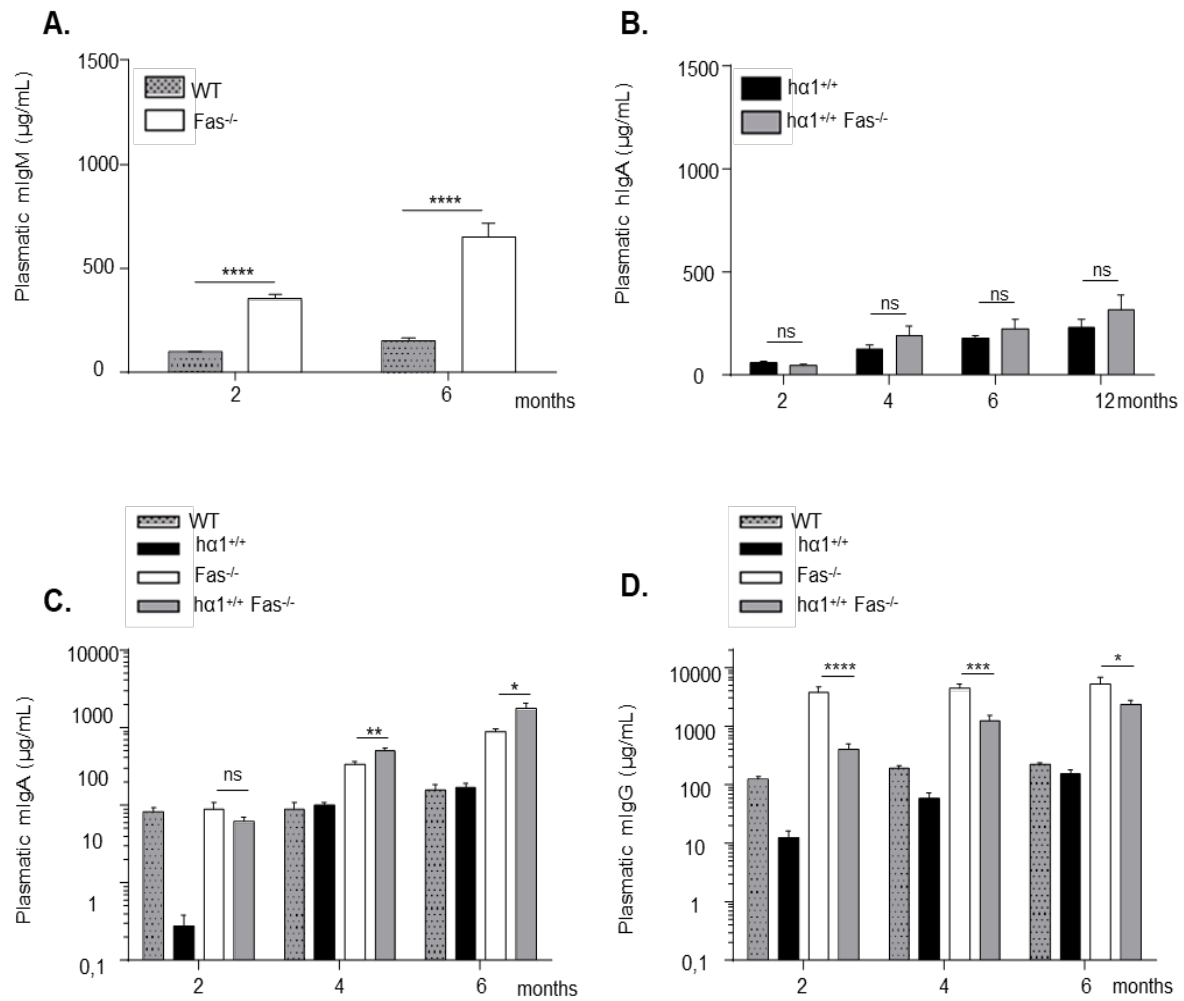 A.
Plasmatic mIgM (µg/mL)
1500
1000
500
0
WT
Fas-/-
****
****
2
6
months
B.
Plasmatic hIgA (µg/mL)
1500
1000
500
0
hα1+/+
hα1+/+ Fas-/-
ns
ns
ns
ns
2
4
6
12 months
WT
hα1+/+
Fas-/-
hα1+/+ Fas-/-
C.
Plasmatic mIgA (µg/mL)
10000
1000
100
10
1
0,1
ns
**
*
2
4
6
months
WT
hα1+/+
Fas-/-
hα1+/+ Fas-/-
D.
Plasmatic mIgG (µg/mL)
10000
1000
100
10
1
0,1
****
***
*
2
4
6
months